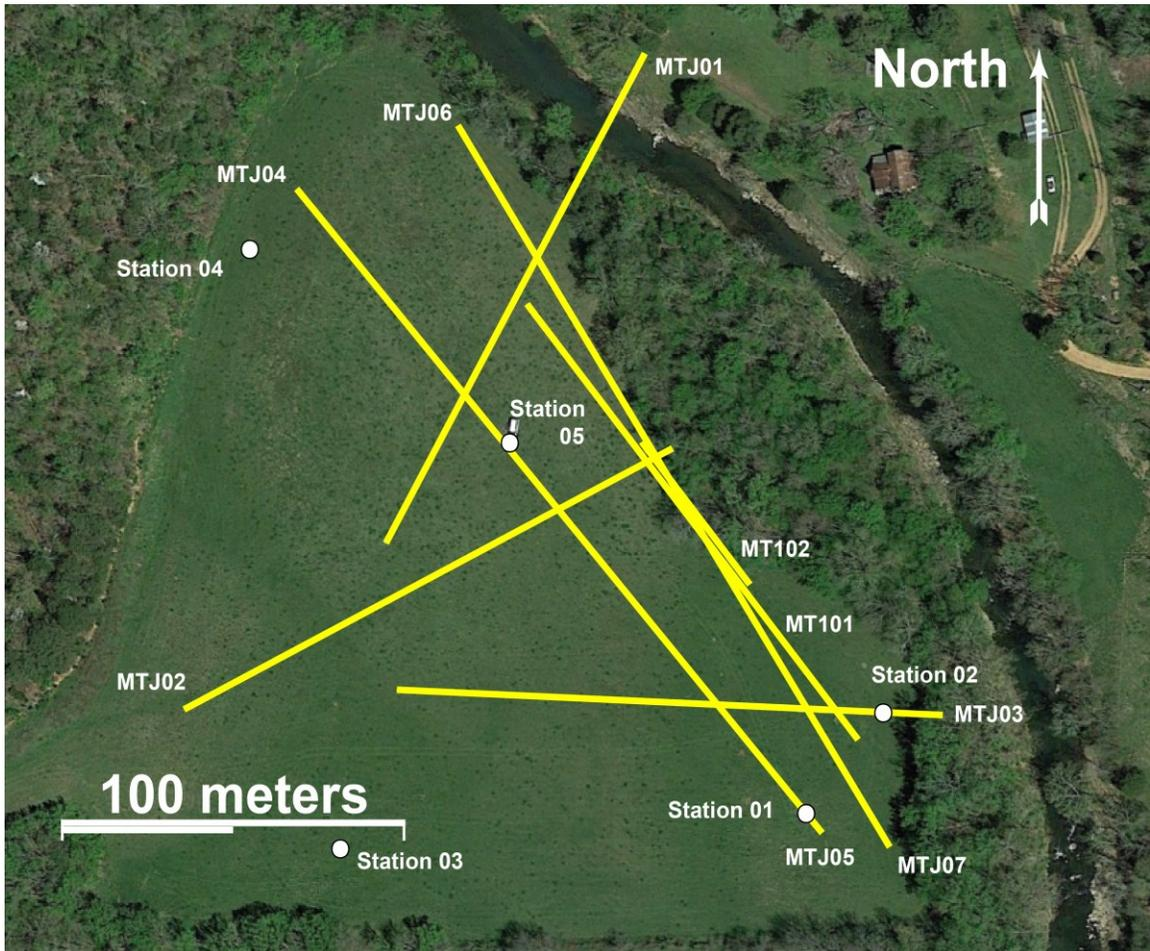 North
MTJ01
MTJ06
MTJ04
Station 04
Station
05
MT102
MT101
Station 02
MTJ02
MTJ03
100 meters
Station 01
MTJ05
Station 03
MTJ07